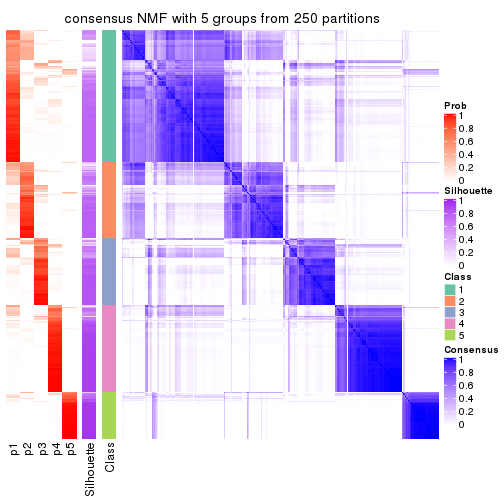 consensus NMF with 5 groups from 250 partitions
Prob
1
0.8
0.6
0.4
0.2
0
Silhouette
1
0.8
0.6
0.4
0.2
0
Class
1
2
3
4
5
Consensus
1
0.8
0.6
0.4
0.2
0
p1
p2
p3
p4
p5
Silhouette
Class